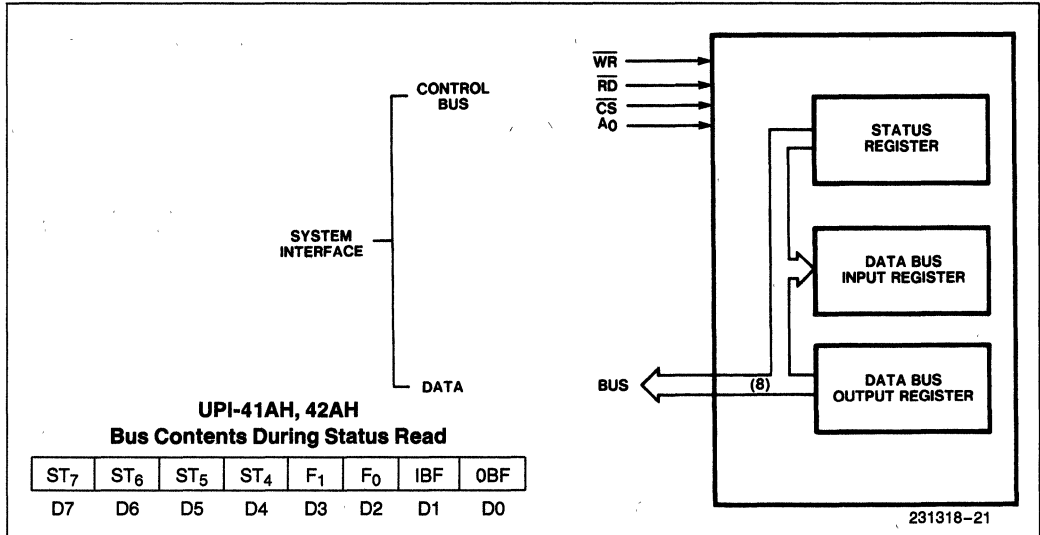 CONTROL
BUS
SYSTEM
INTERFACE
DATA
UPI-41AH, 42AH
Bus Contents During Status Read
ST7 ST6 ST5 ST4 F1 F0 IBF 0BF
D7 D6 D5 D4 D3 D2 D1 D0
WR
RD
CS
A0
BUS
(8)
STATUS
REGISTER
DATA BUS
INPUT REGISTER
DATA BUS
OUTPUT REGISTER
231318-21